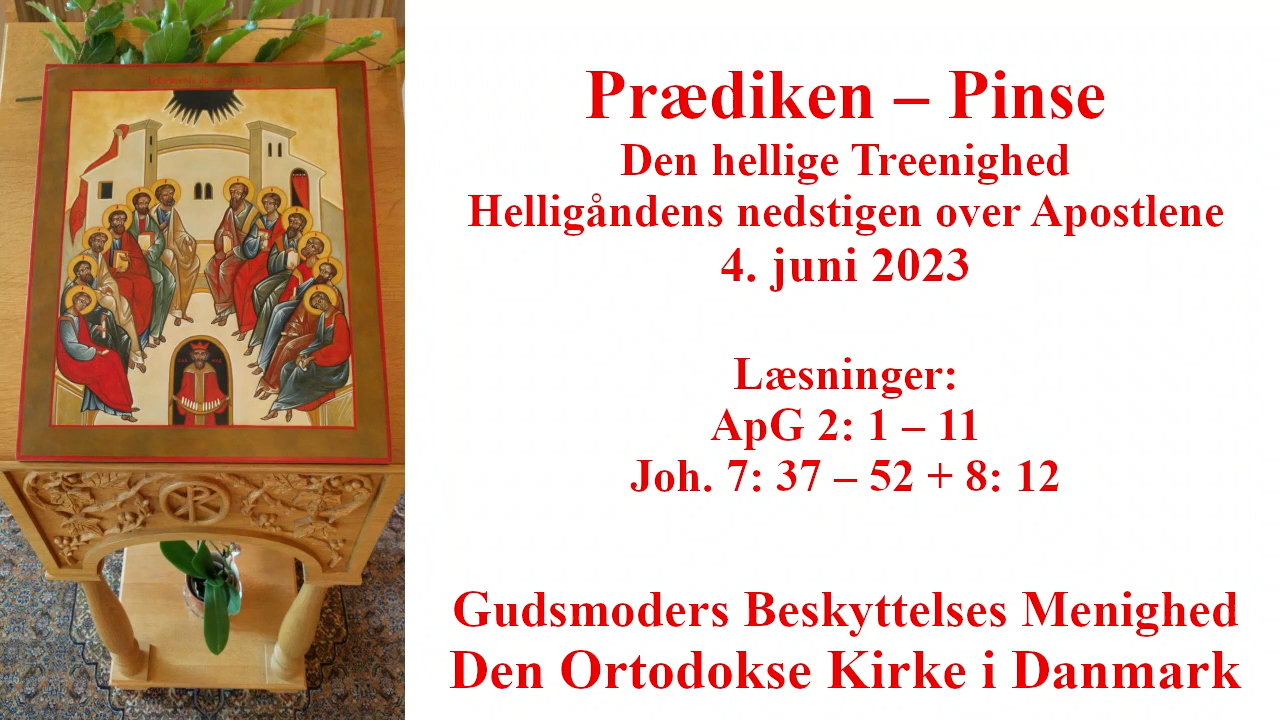 Prædiken – Pinse
Den hellige Treenighed
Helligåndens nedstigen over Apostlene
4. juni 2023
Læsninger:
ApG 2: 1 – 11
Joh. 7: 37 – 52 + 8: 12
Gudsmoders Beskyttelses Menighed
Den Ortodokse Kirke i Danmark